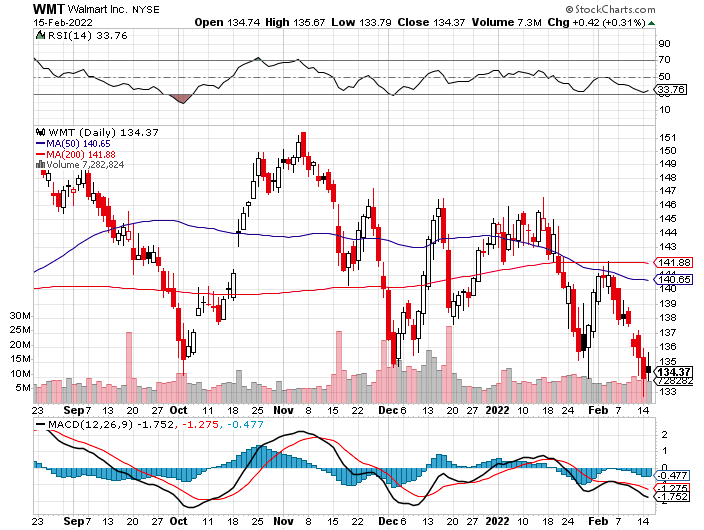 WMT Walmart Inc. NYSE
© StockCharts.com
15-Feb-2022
Open 134.74 High 135.67 Low 133.79 Close 134.37 Volume 7.3M Chg +0.42 (+0.31%)
RSI(14) 33.76
90
70
50
33.76
30
10
WMT (Daily) 134.37
MA(50) 140.65
MA(200) 141.88
Volume 7,282,824
151
150
149
148
147
146
145
144
143
141.88
141
140.65
140
139
138
137
136
135
134.37
7282824
133
30M
25M
20M
15M
10M
5M
23 Sep 7 13 20 27 Oct 11 18 25 Nov 8 15 22 Dec 6 13 20 27 2022 10 18 24 Feb 7 14
MACD(12,26,9) -1.752, -1.275, -0.477
2
1
0
-0.477
-1.275
-1.752
23 Sep 7 13 20 27 Oct 11 18 25 Nov 8 15 22 Dec 6 13 20 27 2022 10 18 24 Feb 7 14